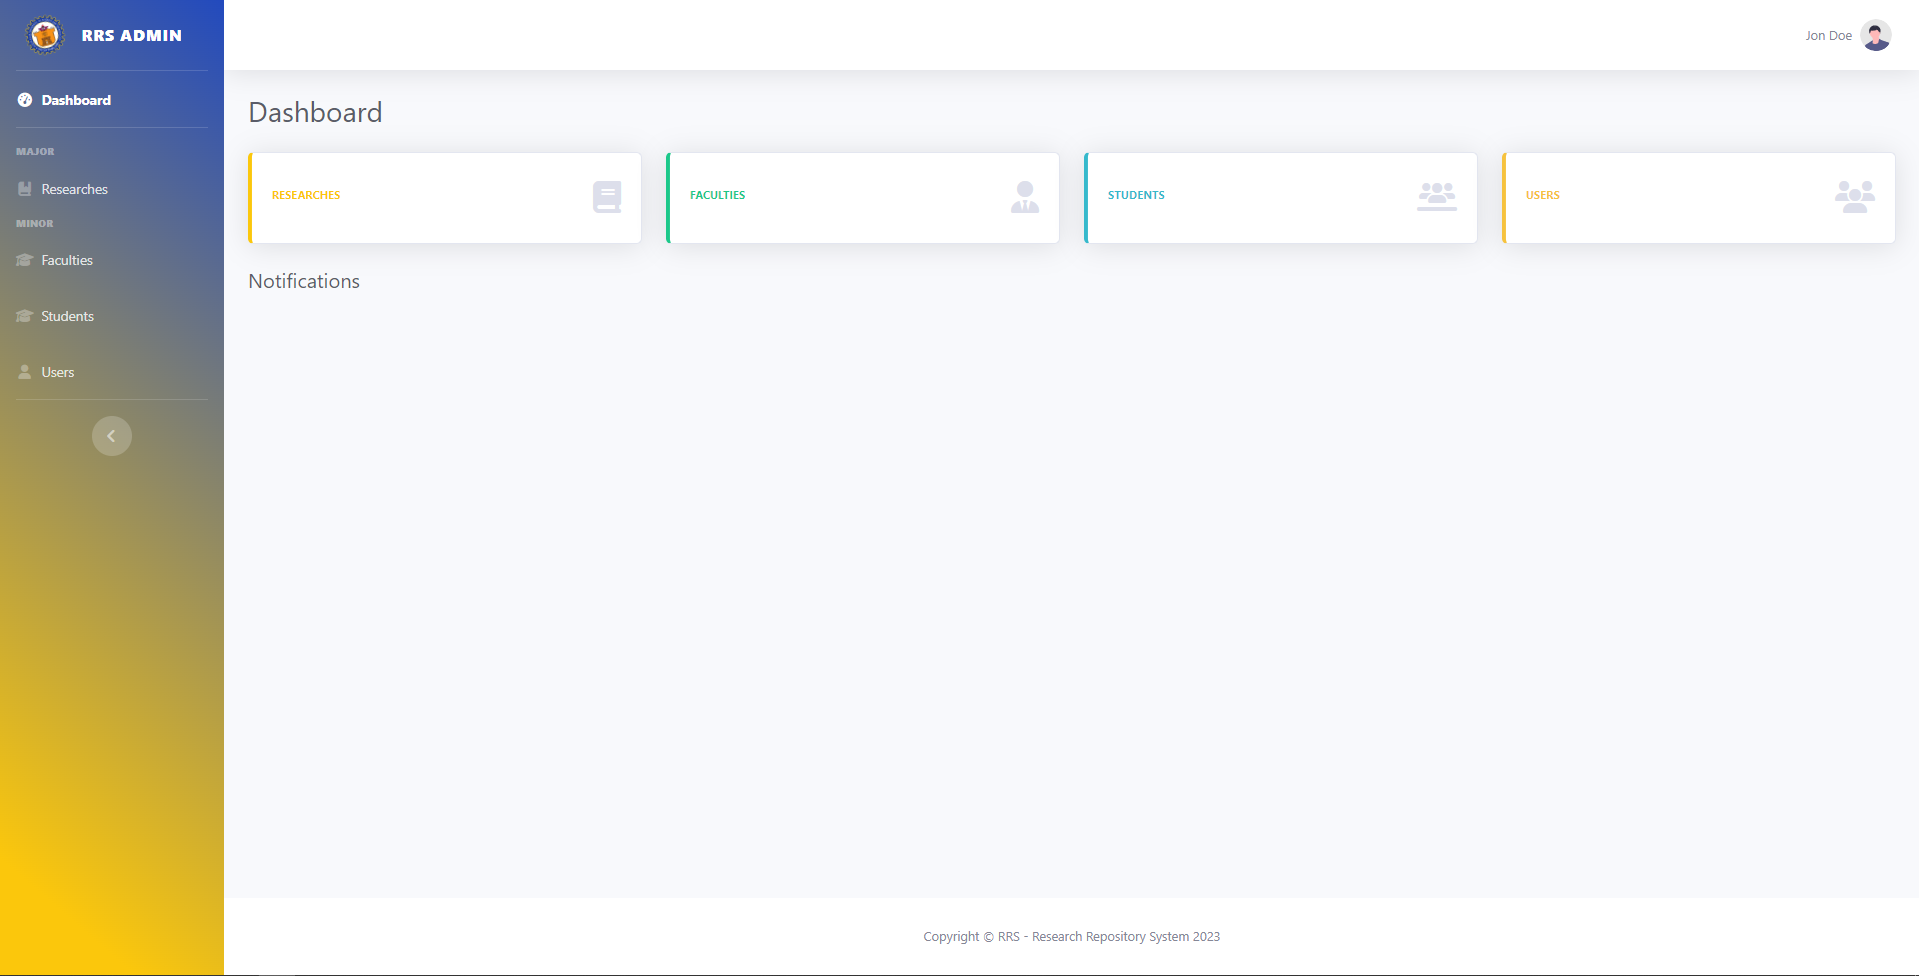 RRS ADMIN
Jon Doe
Dashboard
MAJOR
Researches
MINOR
Faculties
Students
Users
Dashboard
RESEARCHES
FACULTIES
STUDENTS
USERS
Notifications
Copyright © RRS - Research Repository System 2023